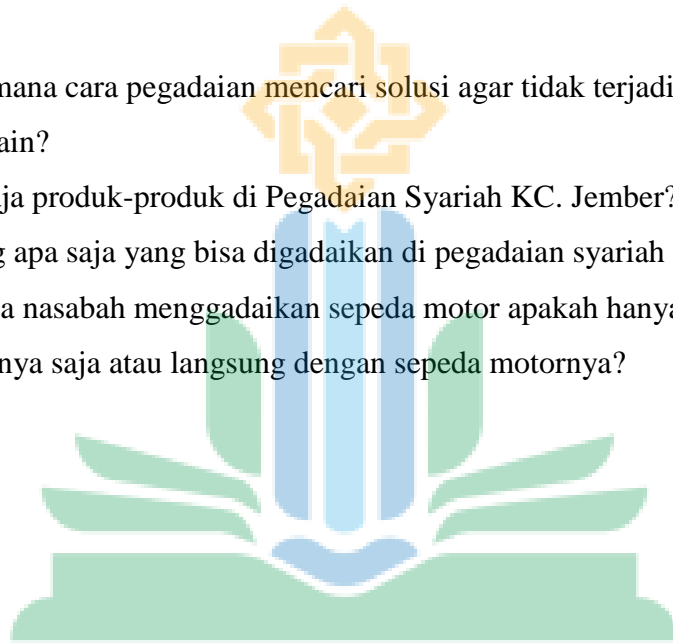 mana cara pegadaian mencari solusi agar tidak terjadi
ain?
ja produk-produk di Pegadaian Syariah KC. Jember?
g apa saja yang bisa digadaikan di pegadaian syariah
a nasabah menggadaikan sepeda motor apakah hanya
nya saja atau langsung dengan sepeda motornya?